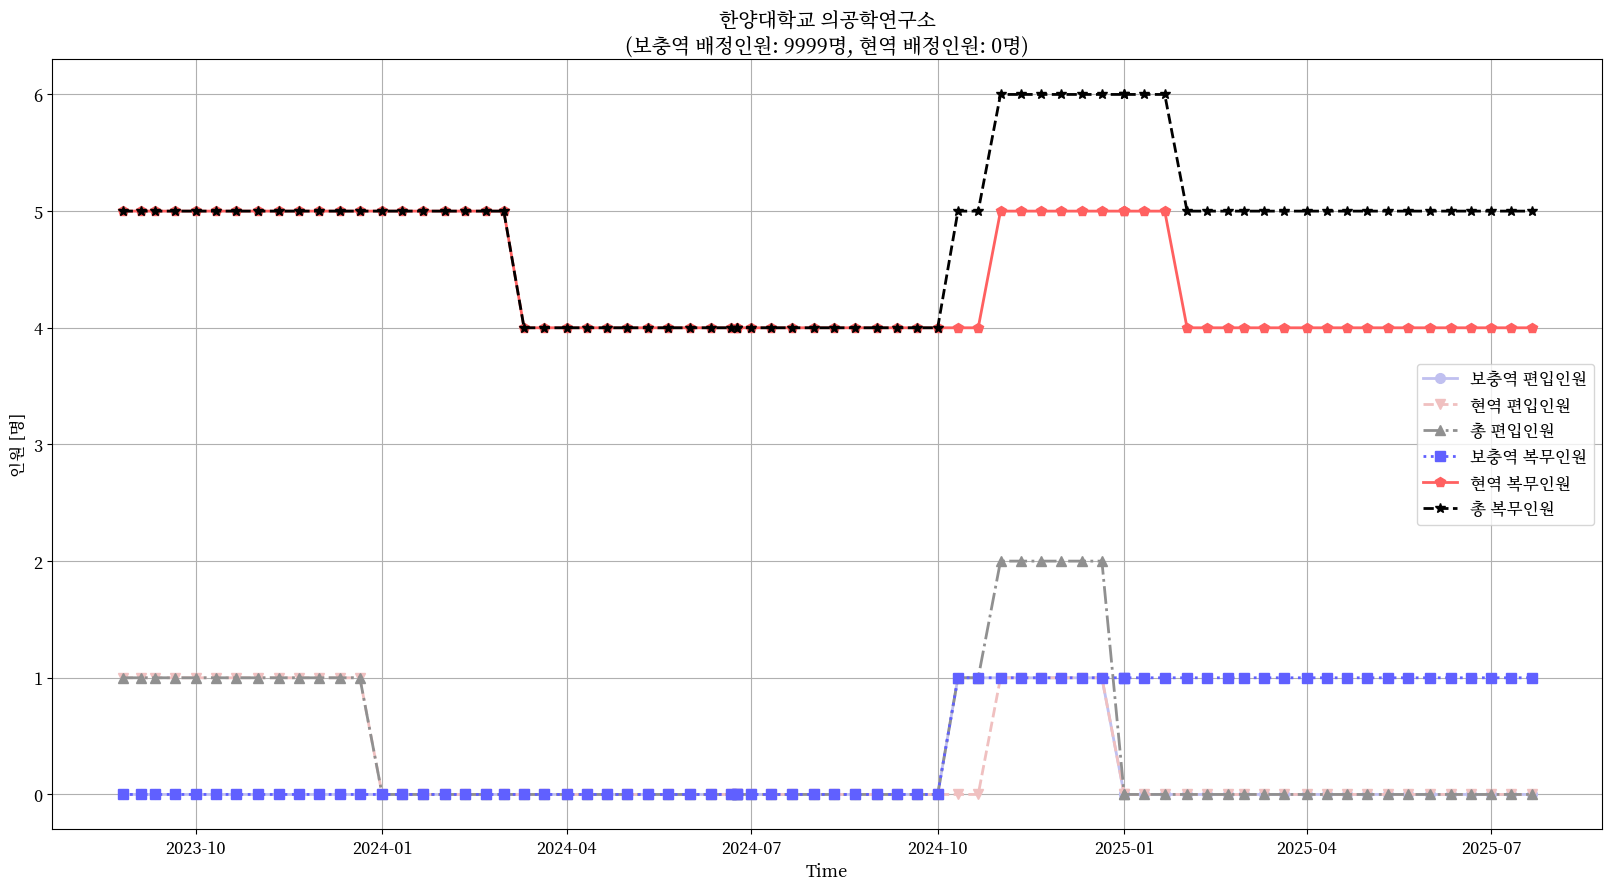 한양대학교 의공학연구소
(보충역 배정인원: 9999명, 현역 배정인원: 0명)
6
5
4
3
2
1
0
인원 [명]
보충역 편입인원
현역 편입인원
총 편입인원
보충역 복무인원
현역 복무인원
총 복무인원
2023-10 2024-01 2024-04 2024-07 2024-10 2025-01 2025-04 2025-07
Time